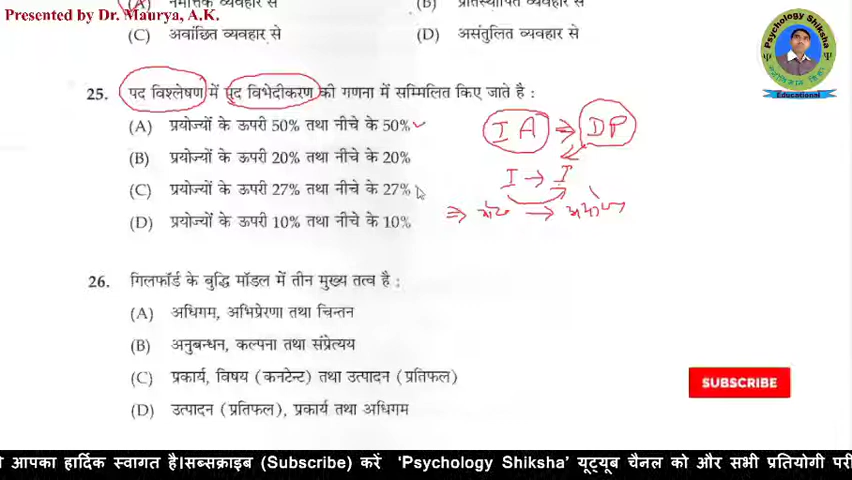 Presented by Dr. Maurya, A.K.
(A) नैमित्तिक व्यवहार से
(B) प्रतिस्थापित व्यवहार से
(C) अवांछित व्यवहार से
(D) असंतुलित व्यवहार से
25. पद विश्लेषण में पद विभेदीकरण की गणना में सम्मिलित किए जाते है :
(A) प्रयोज्यों के ऊपरी 50% तथा नीचे के 50%
(B) प्रयोज्यों के ऊपरी 20% तथा नीचे के 20%
(C) प्रयोज्यों के ऊपरी 27% तथा नीचे के 27%
(D) प्रयोज्यों के ऊपरी 10% तथा नीचे के 10%
I A → DP
I → I
⇒ →
26. गिलफॉर्ड के बुद्धि मॉडल में तीन मुख्य तत्व है :
(A) अधिगम, अभिप्रेरणा तथा चिन्तन
(B) अनुबन्धन, कल्पना तथा संप्रेत्यय
(C) प्रकार्य, विषय (कनटेन्ट) तथा उत्पादन (प्रतिफल)
(D) उत्पादन (प्रतिफल), प्रकार्य तथा अधिगम
Psychology Shiksha
Educational
SUBSCRIBE
आपका हार्दिक स्वागत है।सब्सक्राइब (Subscribe) करें 'Psychology Shiksha' यूट्यूब चैनल को और सभी प्रतियोगी परी